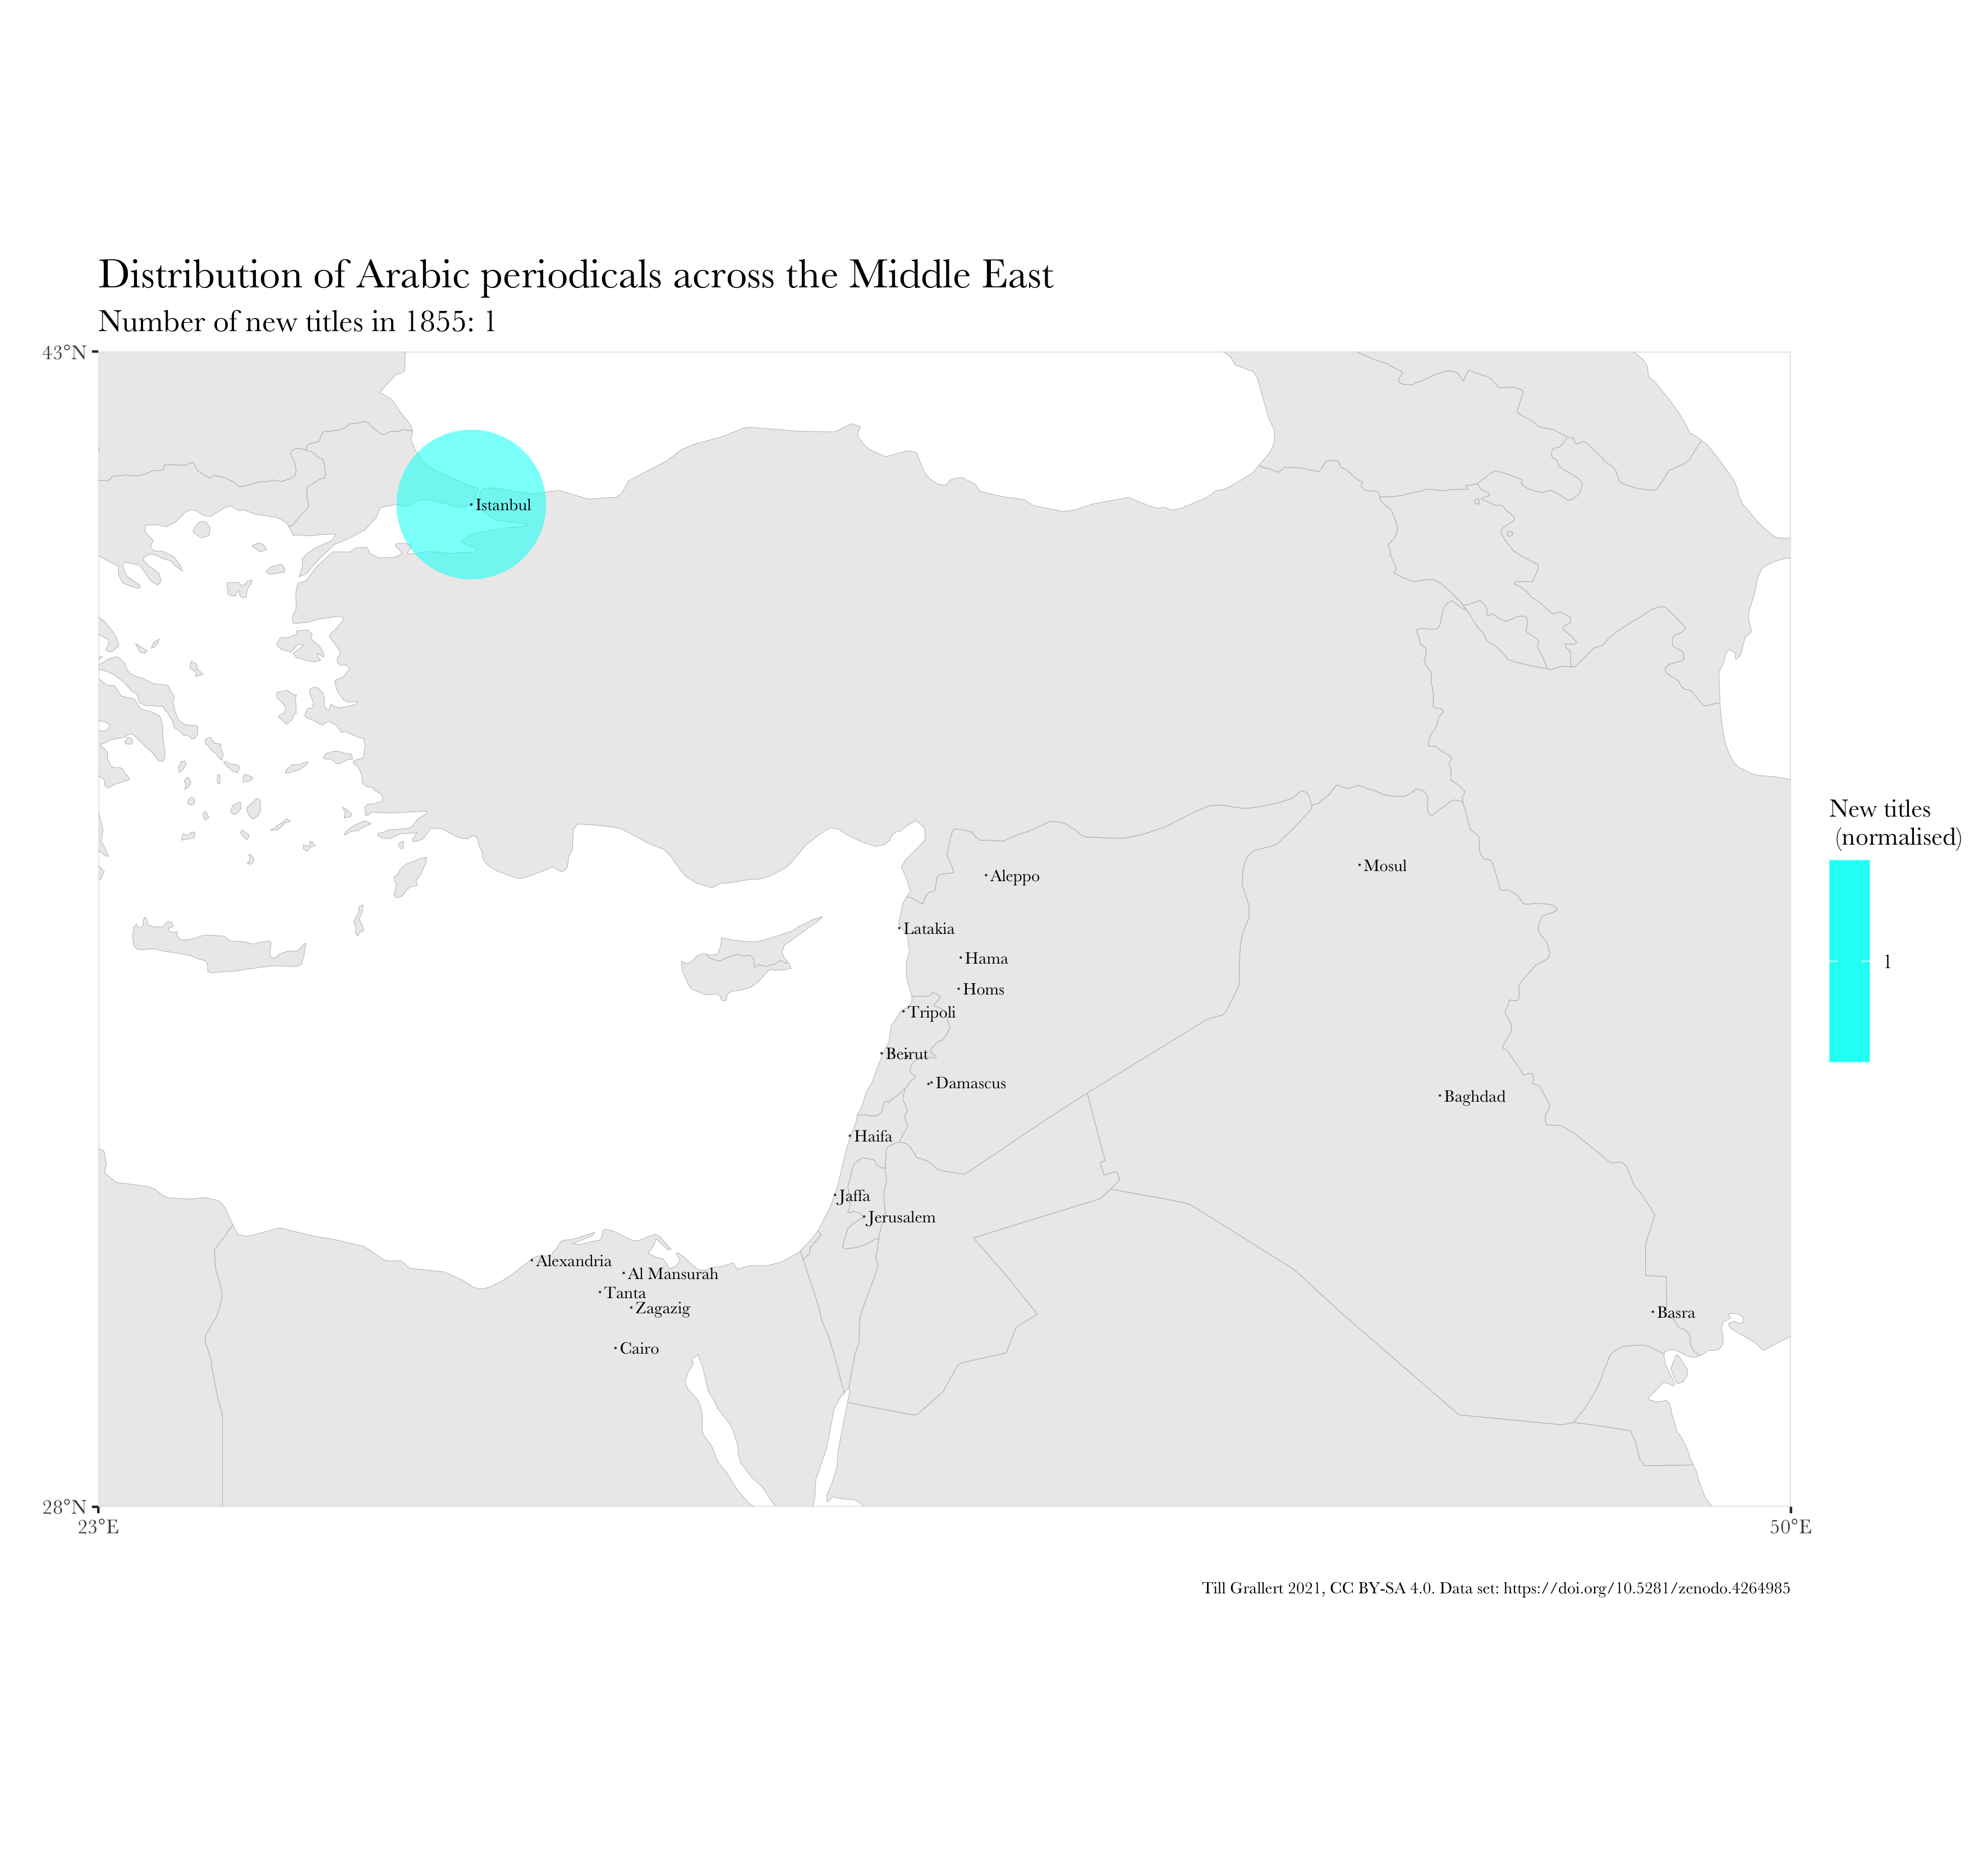 Distribution of Arabic periodicals across the Middle East
Number of new titles in 1855: 1
43°N
Istanbul
New titles
(normalised)
Mosul
Aleppo
Latakia
Hama
1
Homs
Tripoli
Beirut
Damascus
Baghdad
Haifa
Jaffa
Jerusalem
Alexandria
Al Mansurah
Tanta
Zagazig
Basra
Cairo
28°N
23°E
50°E
Till Grallert 2021, CC BY-SA 4.0. Data set: https://doi.org/10.5281/zenodo.4264985